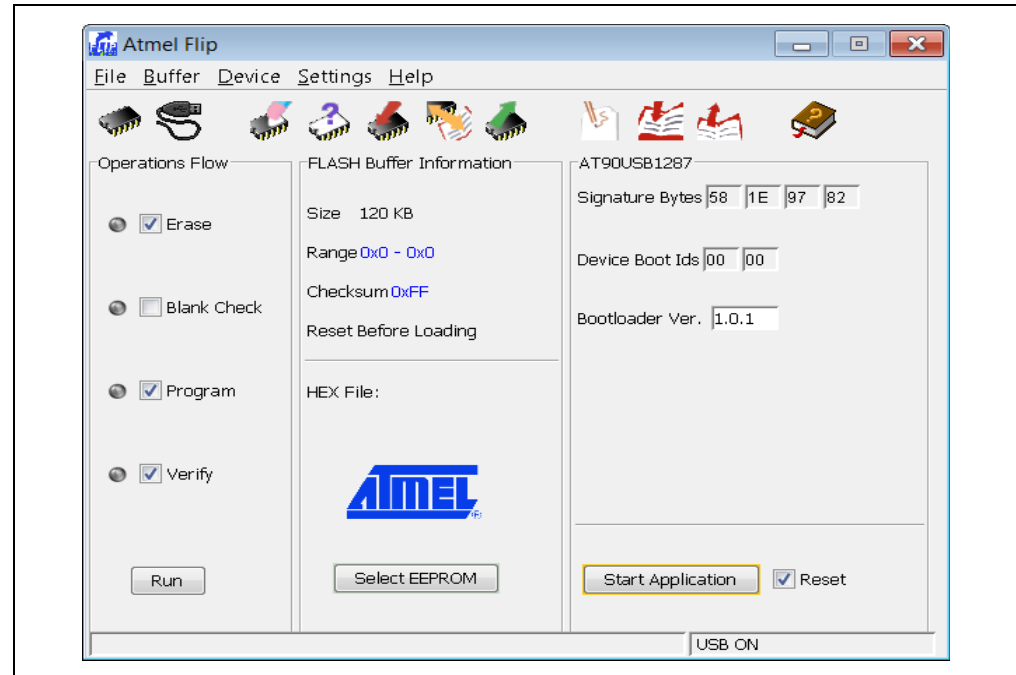 Atmel Flip
File Buffer Device Settings Help
Operations Flow
Erase
Blank Check
Program
Verify
Run
FLASH Buffer Information
Size 120 KB
Range 0x0 - 0x0
Checksum 0xFF
Reset Before Loading
HEX File:
ATMEL
Select EEPROM
AT90USB1287
Signature Bytes 58 1E 97 82
Device Boot Ids 00 00
Bootloader Ver. 1.0.1
Start Application Reset
USB ON